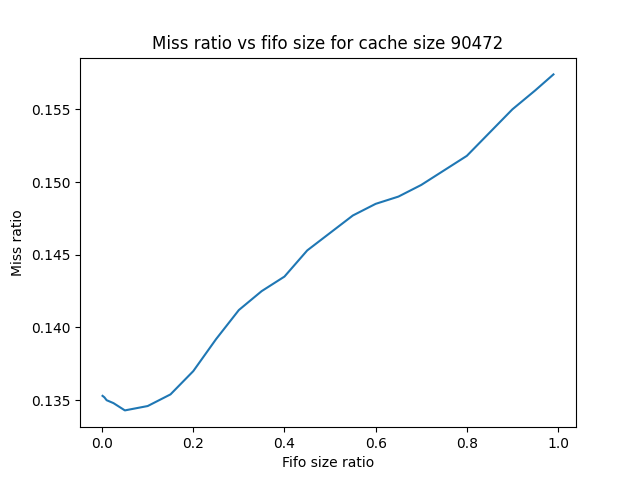 Miss ratio vs fifo size for cache size 90472
0.155
0.150
0.145
0.140
0.135
Miss ratio
0.0 0.2 0.4 0.6 0.8 1.0
Fifo size ratio